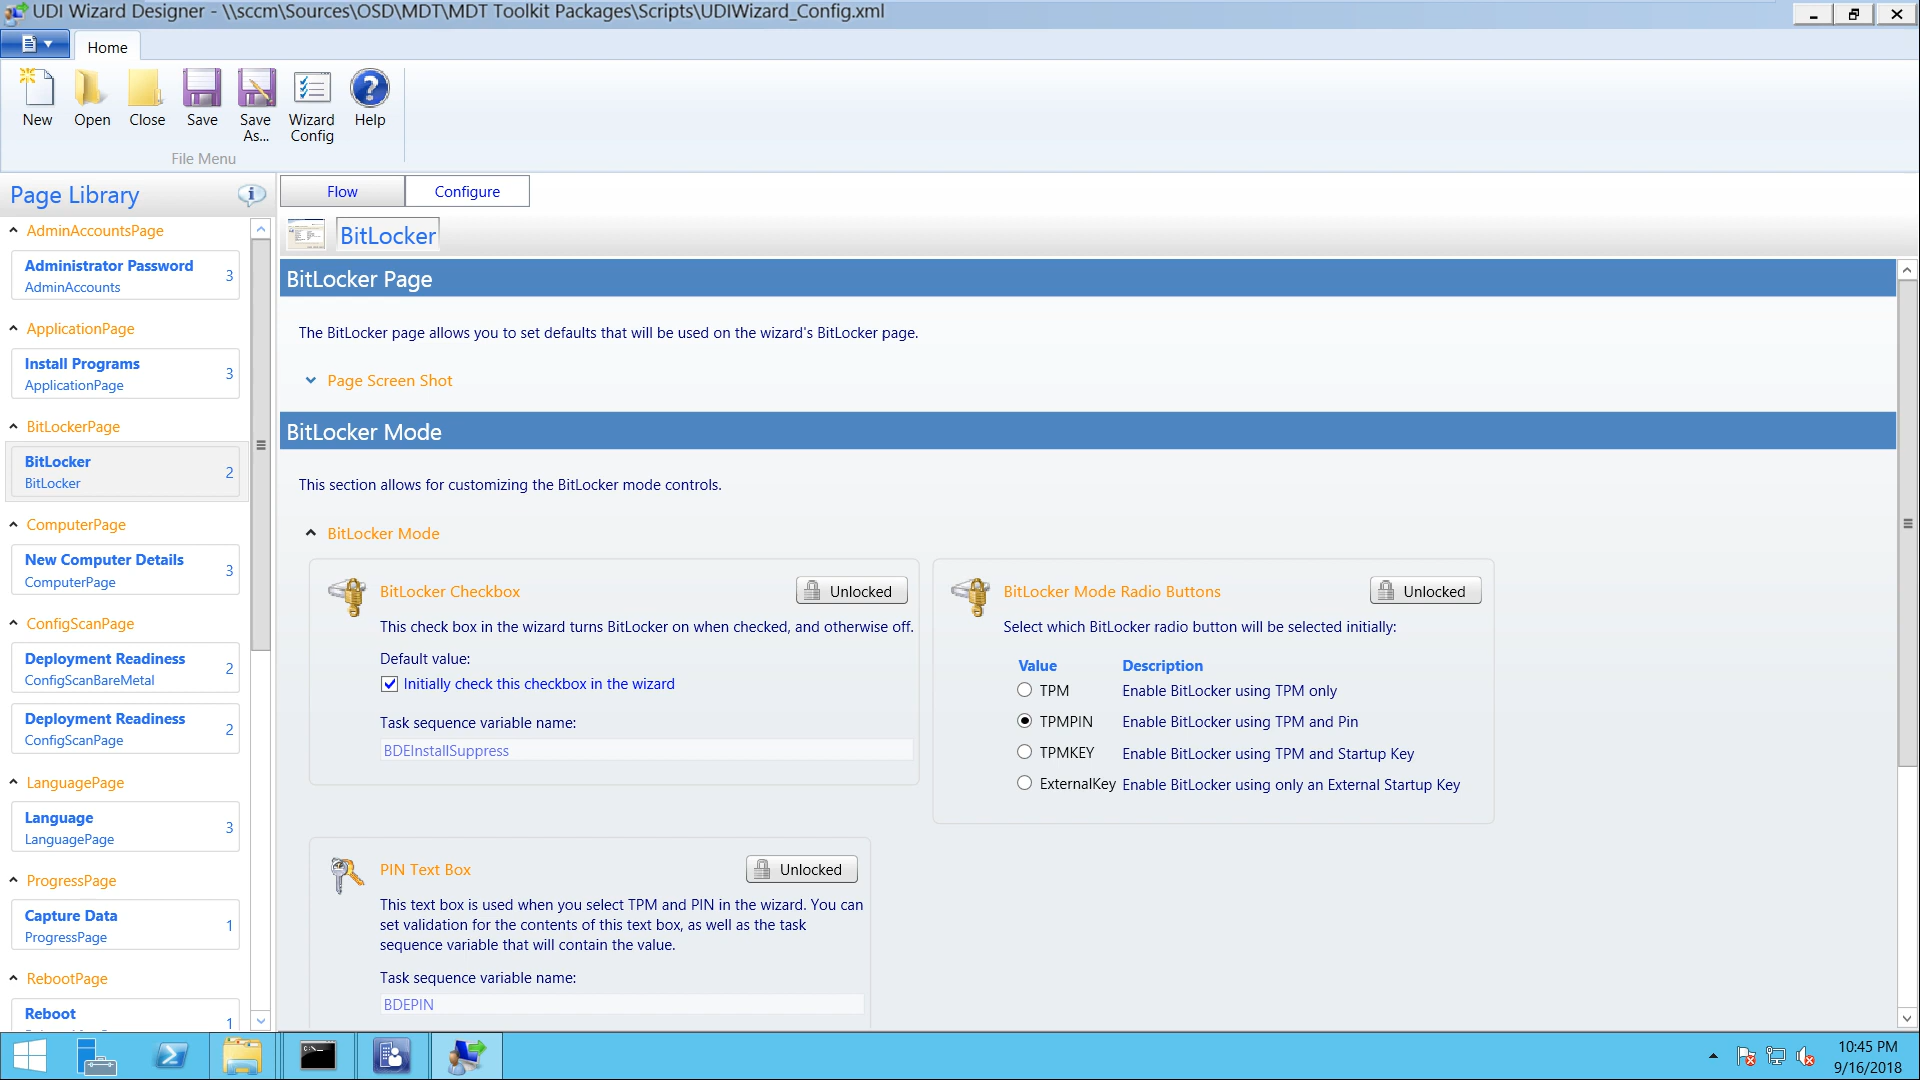 UDI Wizard Designer - \\sccm\Sources\OSD\MDT\MDT Toolkit Packages\Scripts\UDIWizard_Config.xml
Home
New
Open
Close
Save
Save
As...
Wizard
Config
Help
File Menu
Page Library
AdminAccountsPage
Administrator Password
AdminAccounts
3
ApplicationPage
Install Programs
ApplicationPage
3
BitLockerPage
BitLocker
BitLocker
2
ComputerPage
New Computer Details
ComputerPage
3
ConfigScanPage
Deployment Readiness
ConfigScanBareMetal
2
Deployment Readiness
ConfigScanPage
2
LanguagePage
Language
LanguagePage
3
ProgressPage
Capture Data
ProgressPage
1
RebootPage
Reboot
1
Flow
Configure
BitLocker
BitLocker Page
The BitLocker page allows you to set defaults that will be used on the wizard's BitLocker page.
Page Screen Shot
BitLocker Mode
This section allows for customizing the BitLocker mode controls.
BitLocker Mode
BitLocker Checkbox
Unlocked
This check box in the wizard turns BitLocker on when checked, and otherwise off.
Default value:
Initially check this checkbox in the wizard
Task sequence variable name:
BDEInstallSuppress
BitLocker Mode Radio Buttons
Unlocked
Select which BitLocker radio button will be selected initially:
Value Description
TPM Enable BitLocker using TPM only
TPMPIN Enable BitLocker using TPM and Pin
TPMKEY Enable BitLocker using TPM and Startup Key
ExternalKey Enable BitLocker using only an External Startup Key
PIN Text Box
Unlocked
This text box is used when you select TPM and PIN in the wizard. You can
set validation for the contents of this text box, as well as the task
sequence variable that will contain the value.
Task sequence variable name:
BDEPIN
10:45 PM
9/16/2018